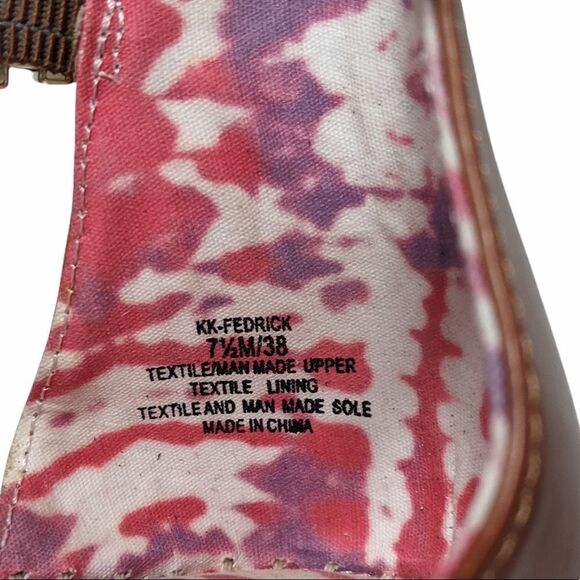 KK-FEDRICK
7½M/38
TEXTILE/MAN MADE UPPER
TEXTILE LINING
TEXTILE AND MAN MADE SOLE
MADE IN CHINA